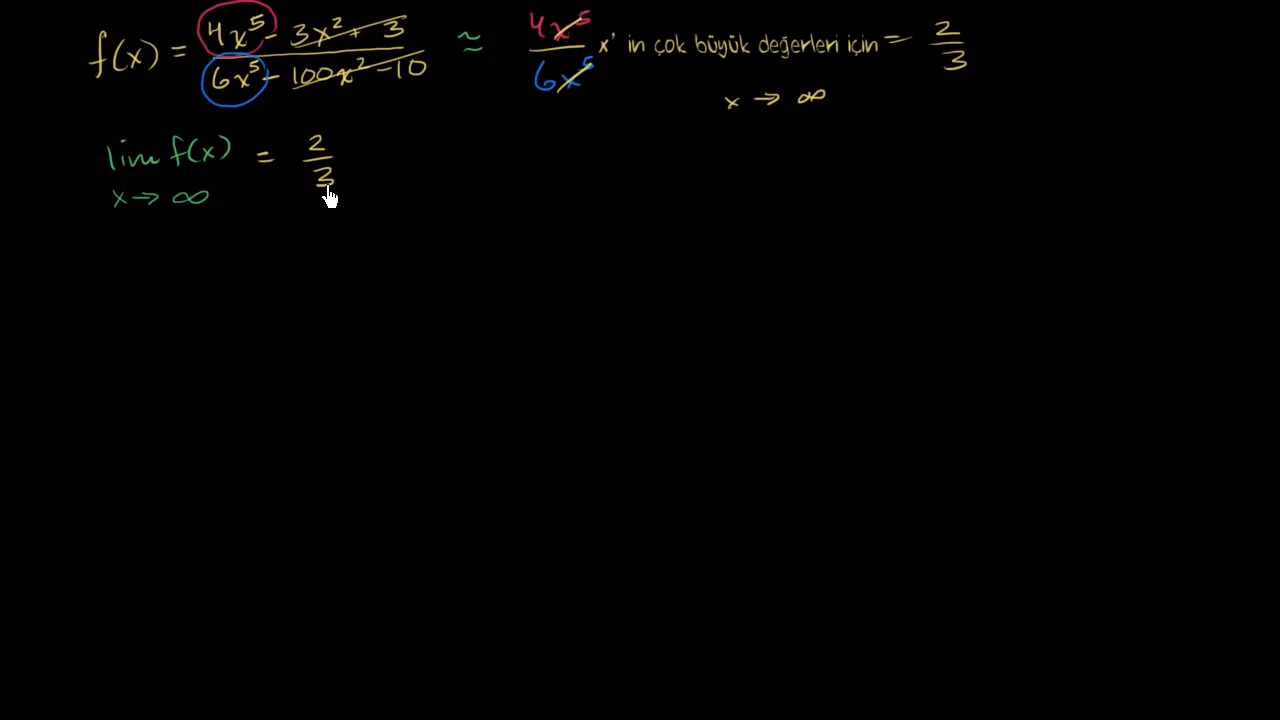 f(x) = (4x⁵ - 3x² + 3)/(6x⁵ - 100x² - 10) ≈ 4x⁵/6x⁵ x' in çok büyük değerleri için = 2/3
x → ∞
lim f(x) = 2/3
x → ∞